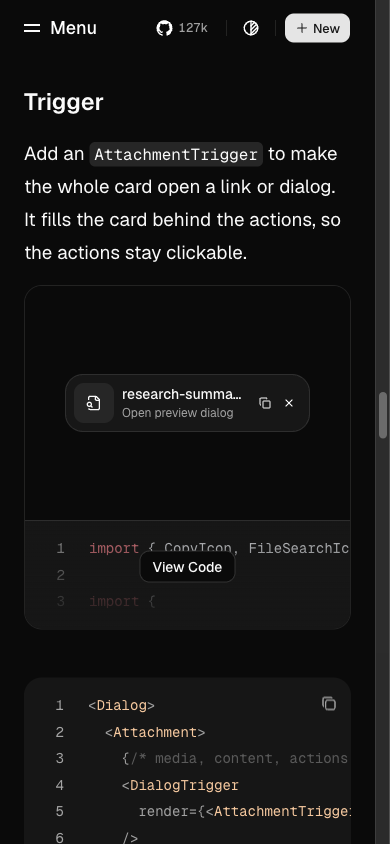 Menu
127k
+ New
Trigger
Add an AttachmentTrigger to make
the whole card open a link or dialog.
It fills the card behind the actions, so
the actions stay clickable.
research-summa...
Open preview dialog
1 import { CopyIcon, FileSearchIc
2
View Code
3 import {
1 <Dialog>
2 <Attachment>
3 {/* media, content, actions
4 <DialogTrigger
5 render={<AttachmentTrigger
6 />